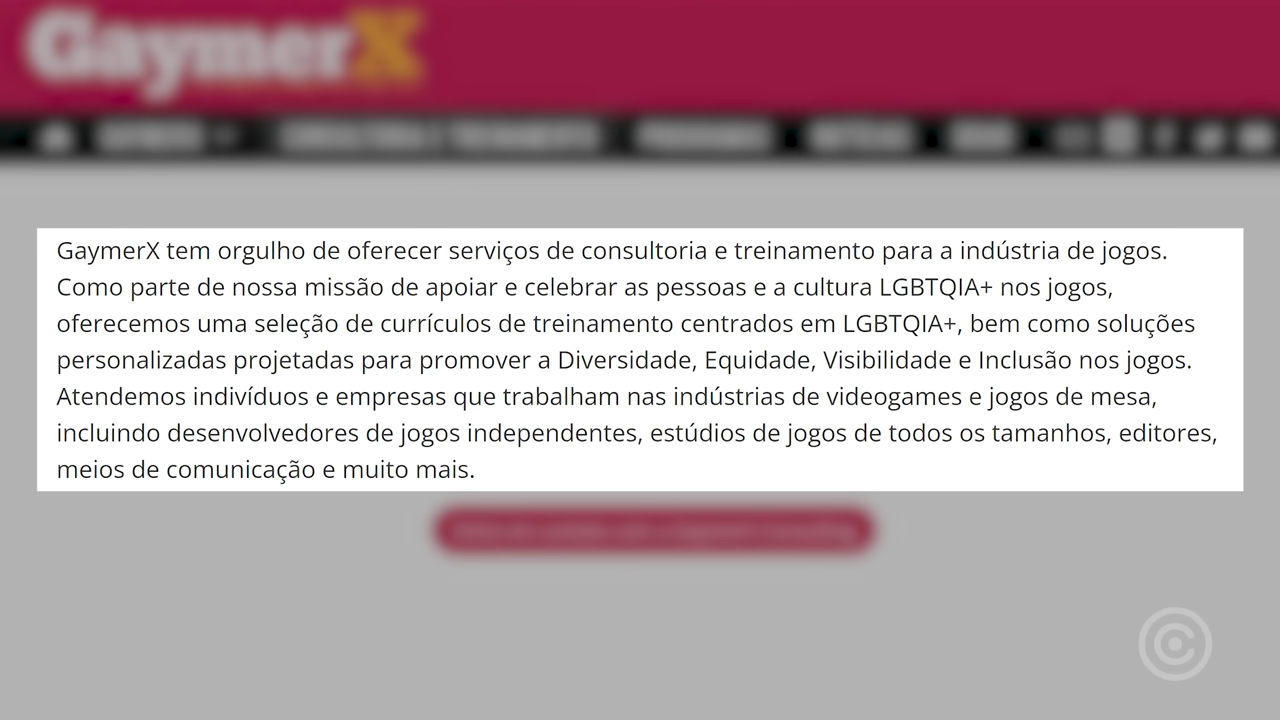 GaymerX
GaymerX tem orgulho de oferecer serviços de consultoria e treinamento para a indústria de jogos.
Como parte de nossa missão de apoiar e celebrar as pessoas e a cultura LGBTQIA+ nos jogos,
oferecemos uma seleção de currículos de treinamento centrados em LGBTQIA+, bem como soluções
personalizadas projetadas para promover a Diversidade, Equidade, Visibilidade e Inclusão nos jogos.
Atendemos indivíduos e empresas que trabalham nas indústrias de videogames e jogos de mesa,
incluindo desenvolvedores de jogos independentes, estúdios de jogos de todos os tamanhos, editores,
meios de comunicação e muito mais.